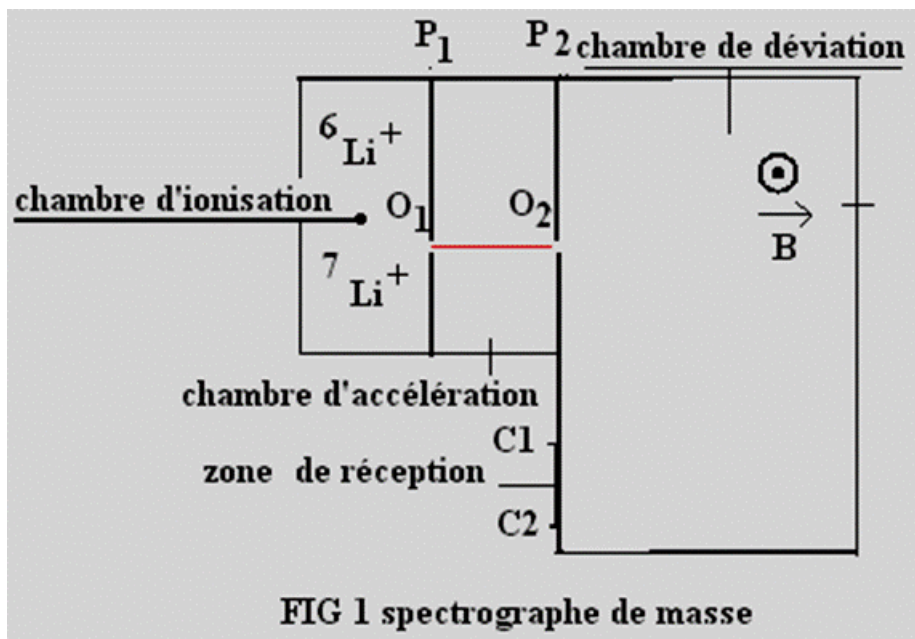 P1 P2
chambre de déviation
6Li+
chambre d'ionisation
O1 O2
B
7Li+
chambre d'accélération
C1
zone de réception
C2
FIG 1 spectrographe de masse